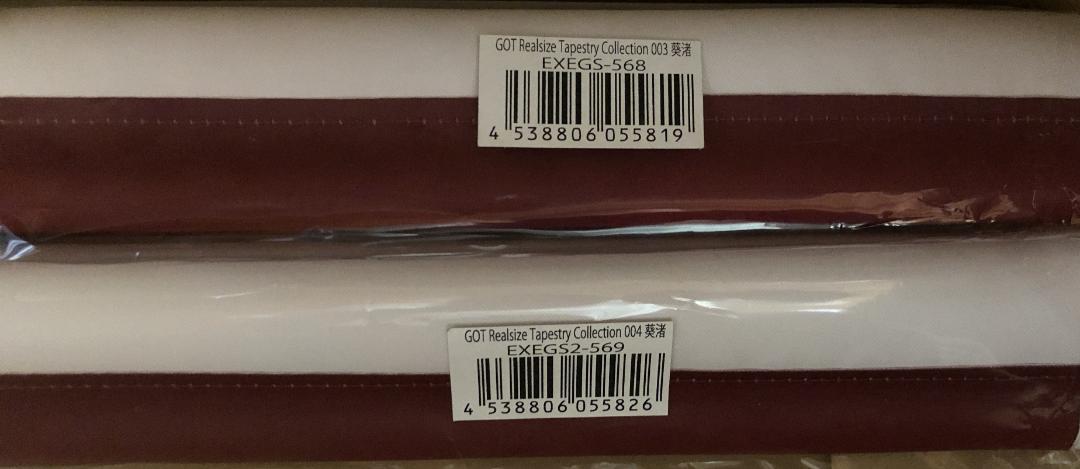 GOT Realsize Tapestry Collection 003 葵渚
EXEGS-568
4 538806 055819
GOT Realsize Tapestry Collection 004 葵渚
EXEGS2-569
4 538806 055826